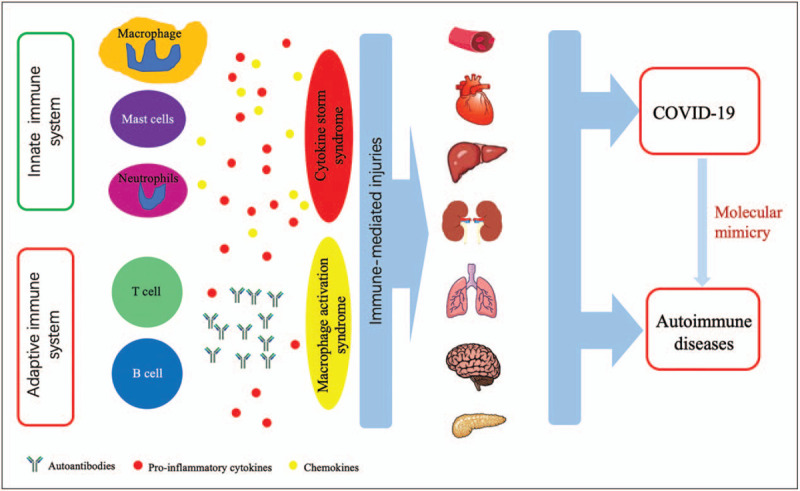 Innate immune
system
Macrophage
Mast cells
Neutrophils
Cytokine storm
syndrome
Adaptive immune
system
T cell
B cell
Macrophage activation
syndrome
Immune-mediated injuries
COVID-19
Molecular
mimicry
Autoimmune
diseases
Autoantibodies
Pro-inflammatory cytokines
Chemokines